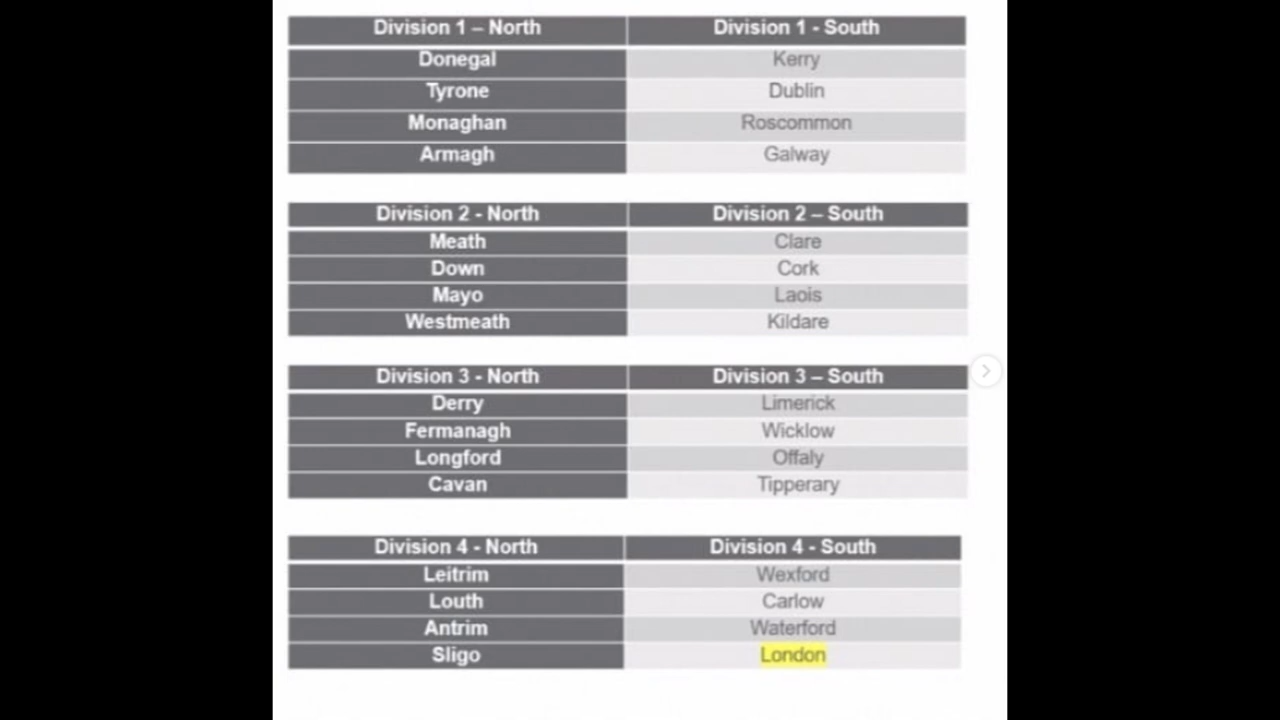 Division 1 – North Division 1 - South
Donegal Kerry
Tyrone Dublin
Monaghan Roscommon
Armagh Galway
Division 2 - North Division 2 – South
Meath Clare
Down Cork
Mayo Laois
Westmeath Kildare
Division 3 - North Division 3 – South
Derry Limerick
Fermanagh Wicklow
Longford Offaly
Cavan Tipperary
Division 4 - North Division 4 - South
Leitrim Wexford
Louth Carlow
Antrim Waterford
Sligo London